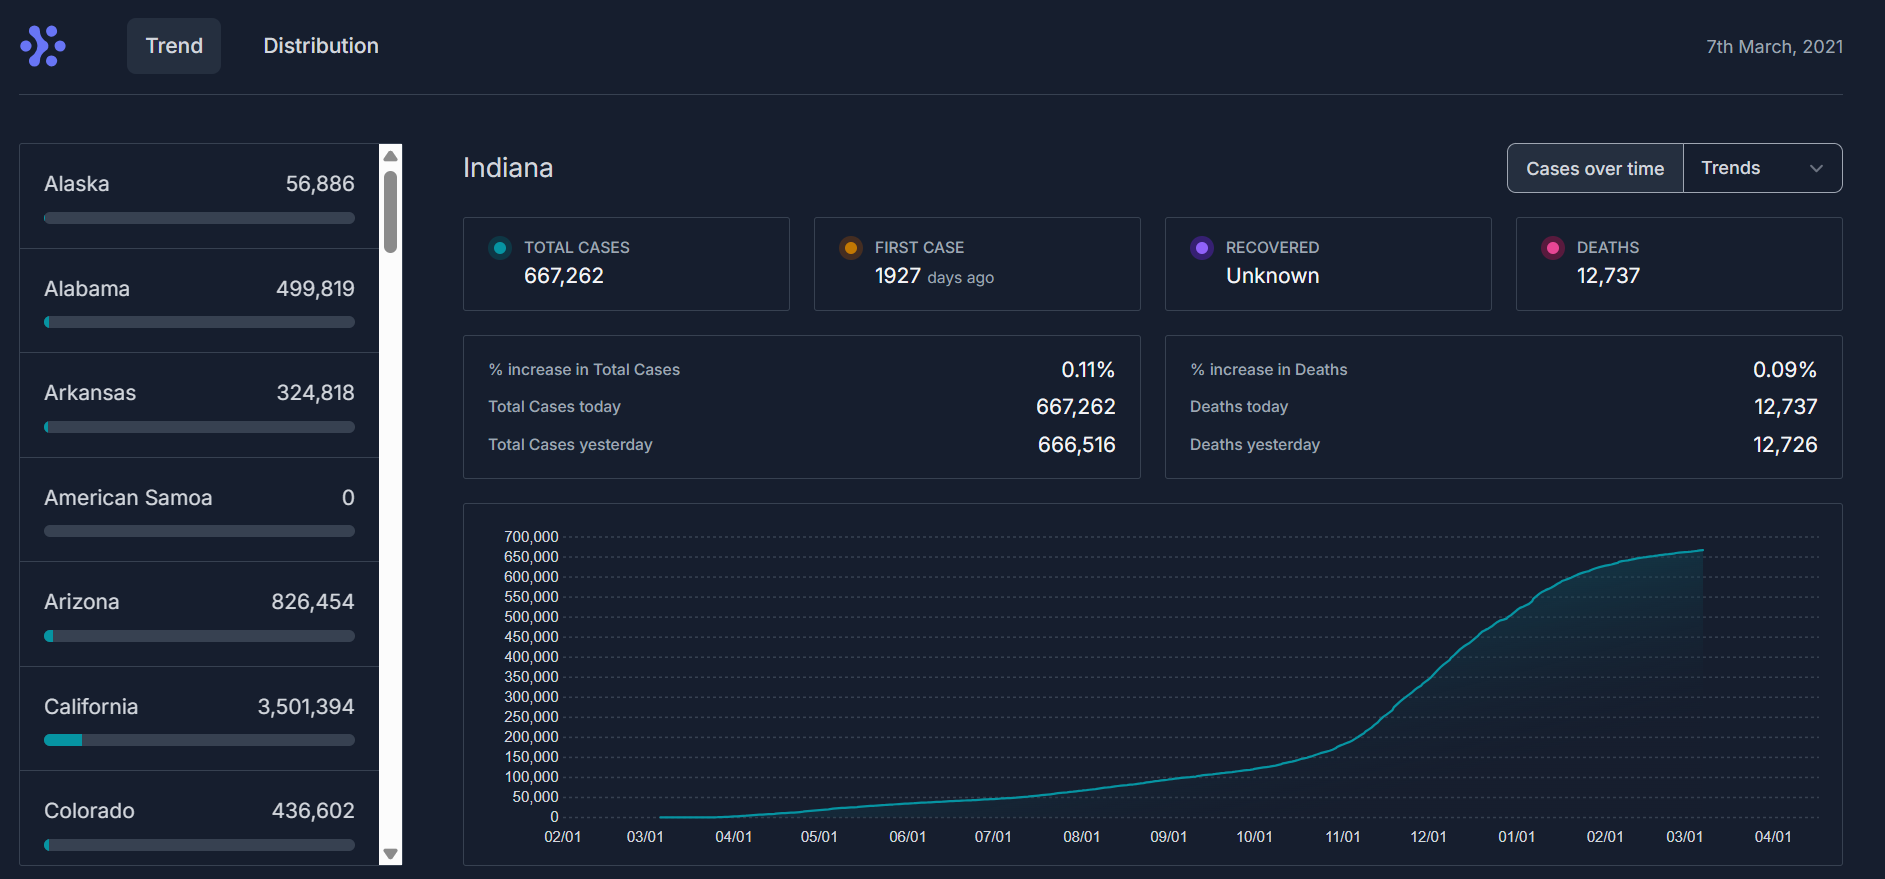 Trend Distribution 7th March, 2021
Alaska 56,886
Alabama 499,819
Arkansas 324,818
American Samoa 0
Arizona 826,454
California 3,501,394
Colorado 436,602
Indiana
Cases over time Trends
TOTAL CASES
667,262
FIRST CASE
1927 days ago
RECOVERED
Unknown
DEATHS
12,737
% increase in Total Cases 0.11%
Total Cases today 667,262
Total Cases yesterday 666,516
% increase in Deaths 0.09%
Deaths today 12,737
Deaths yesterday 12,726
700,000
650,000
600,000
550,000
500,000
450,000
400,000
350,000
300,000
250,000
200,000
150,000
100,000
50,000
0
02/01 03/01 04/01 05/01 06/01 07/01 08/01 09/01 10/01 11/01 12/01 01/01 02/01 03/01 04/01